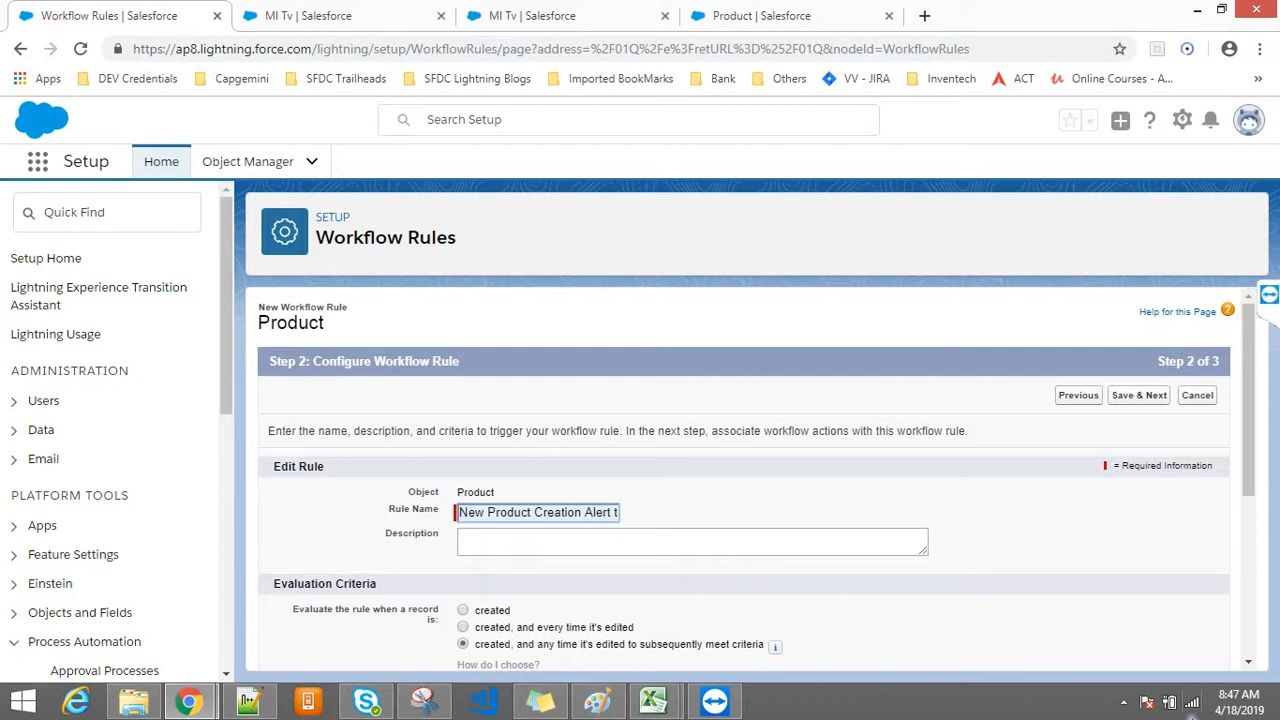 Workflow Rules | Salesforce
MI Tv | Salesforce
MI Tv | Salesforce
Product | Salesforce
https://ap8.lightning.force.com/lightning/setup/WorkflowRules/page?address=%2F01Q%2Fe%3FretURL%3D%252F01Q&nodeId=WorkflowRules
Apps
DEV Credentials
Capgemini
SFDC Trailheads
SFDC Lightning Blogs
Imported BookMarks
Bank
Others
VV - JIRA
Inventech
ACT
Online Courses - A...
»
Search Setup
Setup
Home
Object Manager
Quick Find
Setup Home
Lightning Experience Transition
Assistant
Lightning Usage
ADMINISTRATION
Users
Data
Email
PLATFORM TOOLS
Apps
Feature Settings
Einstein
Objects and Fields
Process Automation
Approval Processes
SETUP
Workflow Rules
New Workflow Rule
Product
Help for this Page
Step 2: Configure Workflow Rule
Step 2 of 3
Previous
Save & Next
Cancel
Enter the name, description, and criteria to trigger your workflow rule. In the next step, associate workflow actions with this workflow rule.
Edit Rule
= Required Information
Object
Product
Rule Name
New Product Creation Alert t
Description
Evaluation Criteria
Evaluate the rule when a record
is:
created
created, and every time it's edited
created, and any time it's edited to subsequently meet criteria
How do I choose?
8:47 AM
4/18/2019